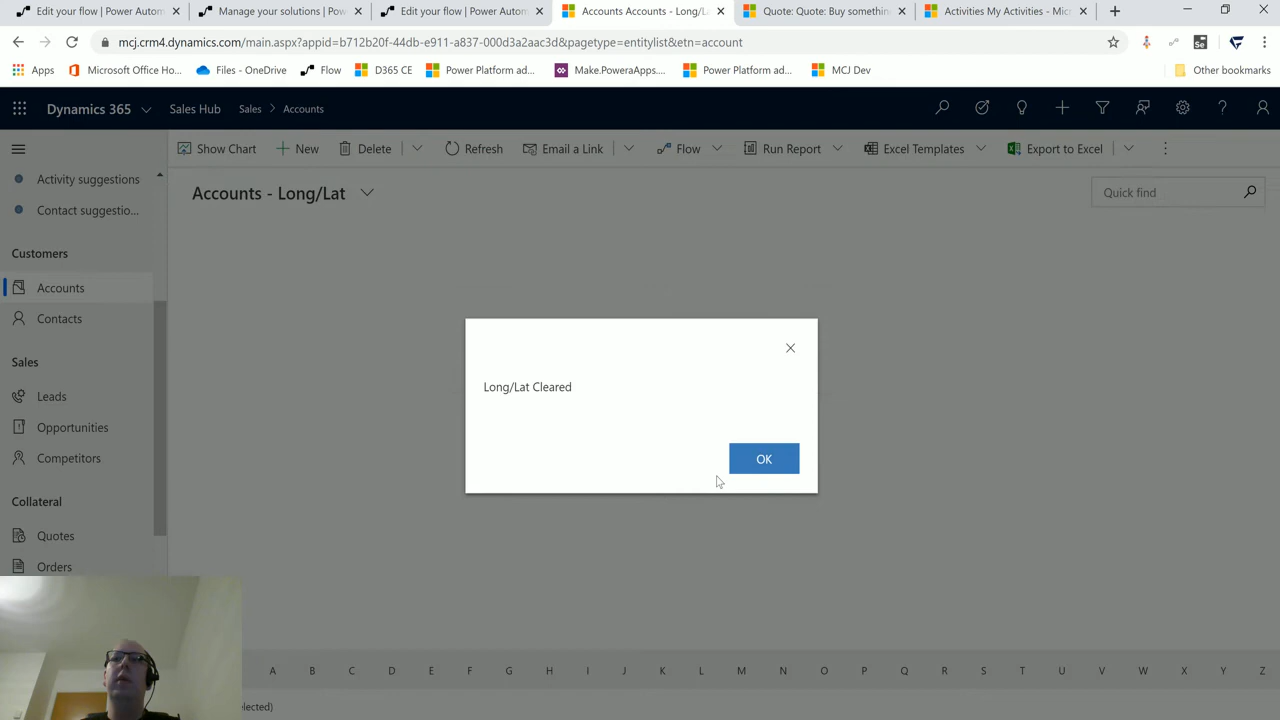 Edit your flow | Power Autom
Manage your solutions | Pow
Edit your flow | Power Autom
Accounts Accounts - Long/L
Quote: Quote: Buy somethin
Activities My Activities - Micr
mcj.crm4.dynamics.com/main.aspx?appid=b712b20f-44db-e911-a837-000d3a2aac3d&pagetype=entitylist&etn=account
Apps
Microsoft Office Ho...
Files - OneDrive
Flow
D365 CE
Power Platform ad...
Make.PoweraApps....
Power Platform ad...
MCJ Dev
Other bookmarks
Dynamics 365
Sales Hub
Sales > Accounts
Show Chart
New
Delete
Refresh
Email a Link
Flow
Run Report
Excel Templates
Export to Excel
Activity suggestions
Contact suggestio...
Accounts - Long/Lat
Quick find
Customers
Accounts
Contacts
Sales
Leads
Opportunities
Competitors
Collateral
Quotes
Orders
Long/Lat Cleared
OK
A B C D E F G H I J K L M N O P Q R S T U V W X Y Z
elected)